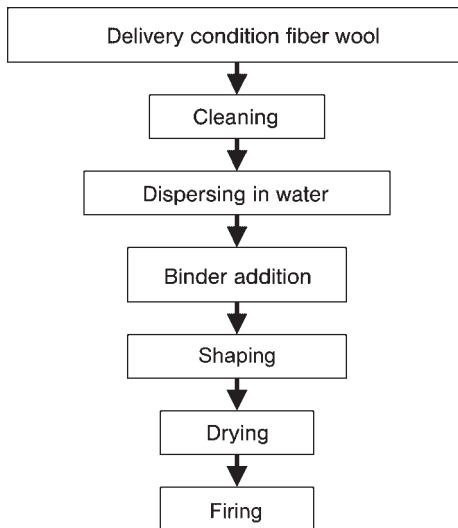 Delivery condition fiber wool
Cleaning
Dispersing in water
Binder addition
Shaping
Drying
Firing